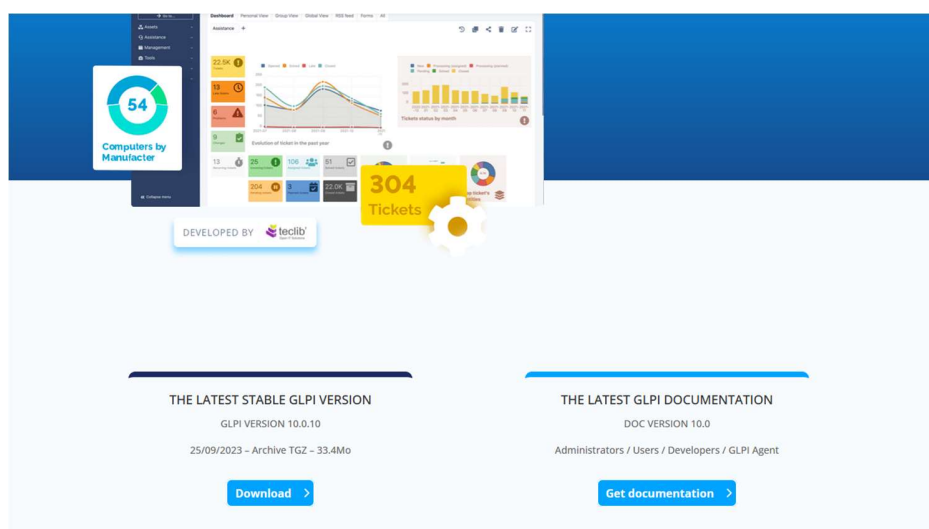 Go to...
Dashboard Personal View Group View Global View RSS feed Forms All
Assets
Assistance +
Assistance
Management
Tools
22.5K
13
6
9
Evolution of ticket in the past year
Tickets status by month
54
Computers by
Manufacter
13 25 106 51
204 3 22.0K
304
Tickets
Collapse menu
DEVELOPED BY teclib'
THE LATEST STABLE GLPI VERSION
GLPI VERSION 10.0.10
25/09/2023 – Archive TGZ – 33.4Mo
Download
THE LATEST GLPI DOCUMENTATION
DOC VERSION 10.0
Administrators / Users / Developers / GLPI Agent
Get documentation